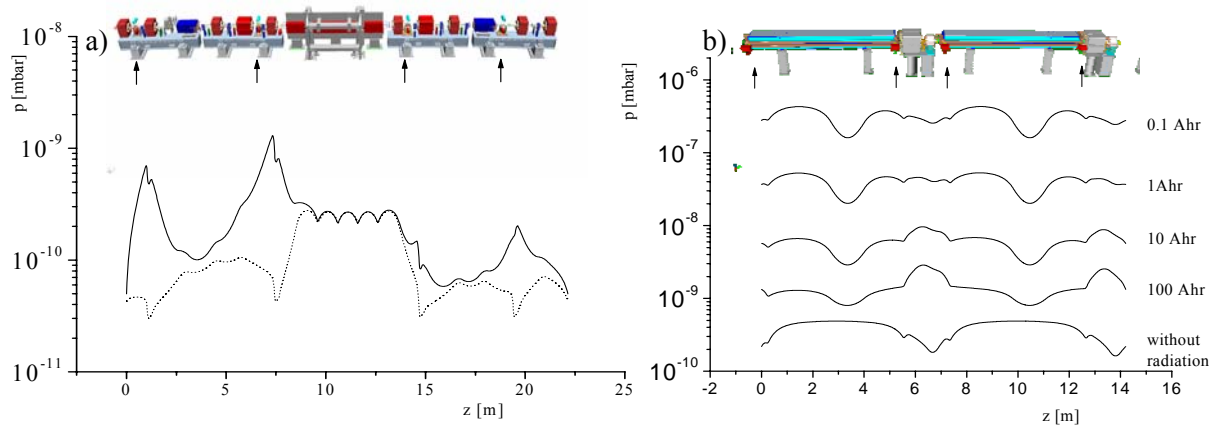 a)
p [mbar]
10-8
10-9
10-10
10-11
0 5 10 15 20 25
z [m]
b)
p [mbar]
10-6
10-7
10-8
10-9
10-10
0.1 Ahr
1Ahr
10 Ahr
100 Ahr
without
radiation
-2 0 2 4 6 8 10 12 14 16
z [m]